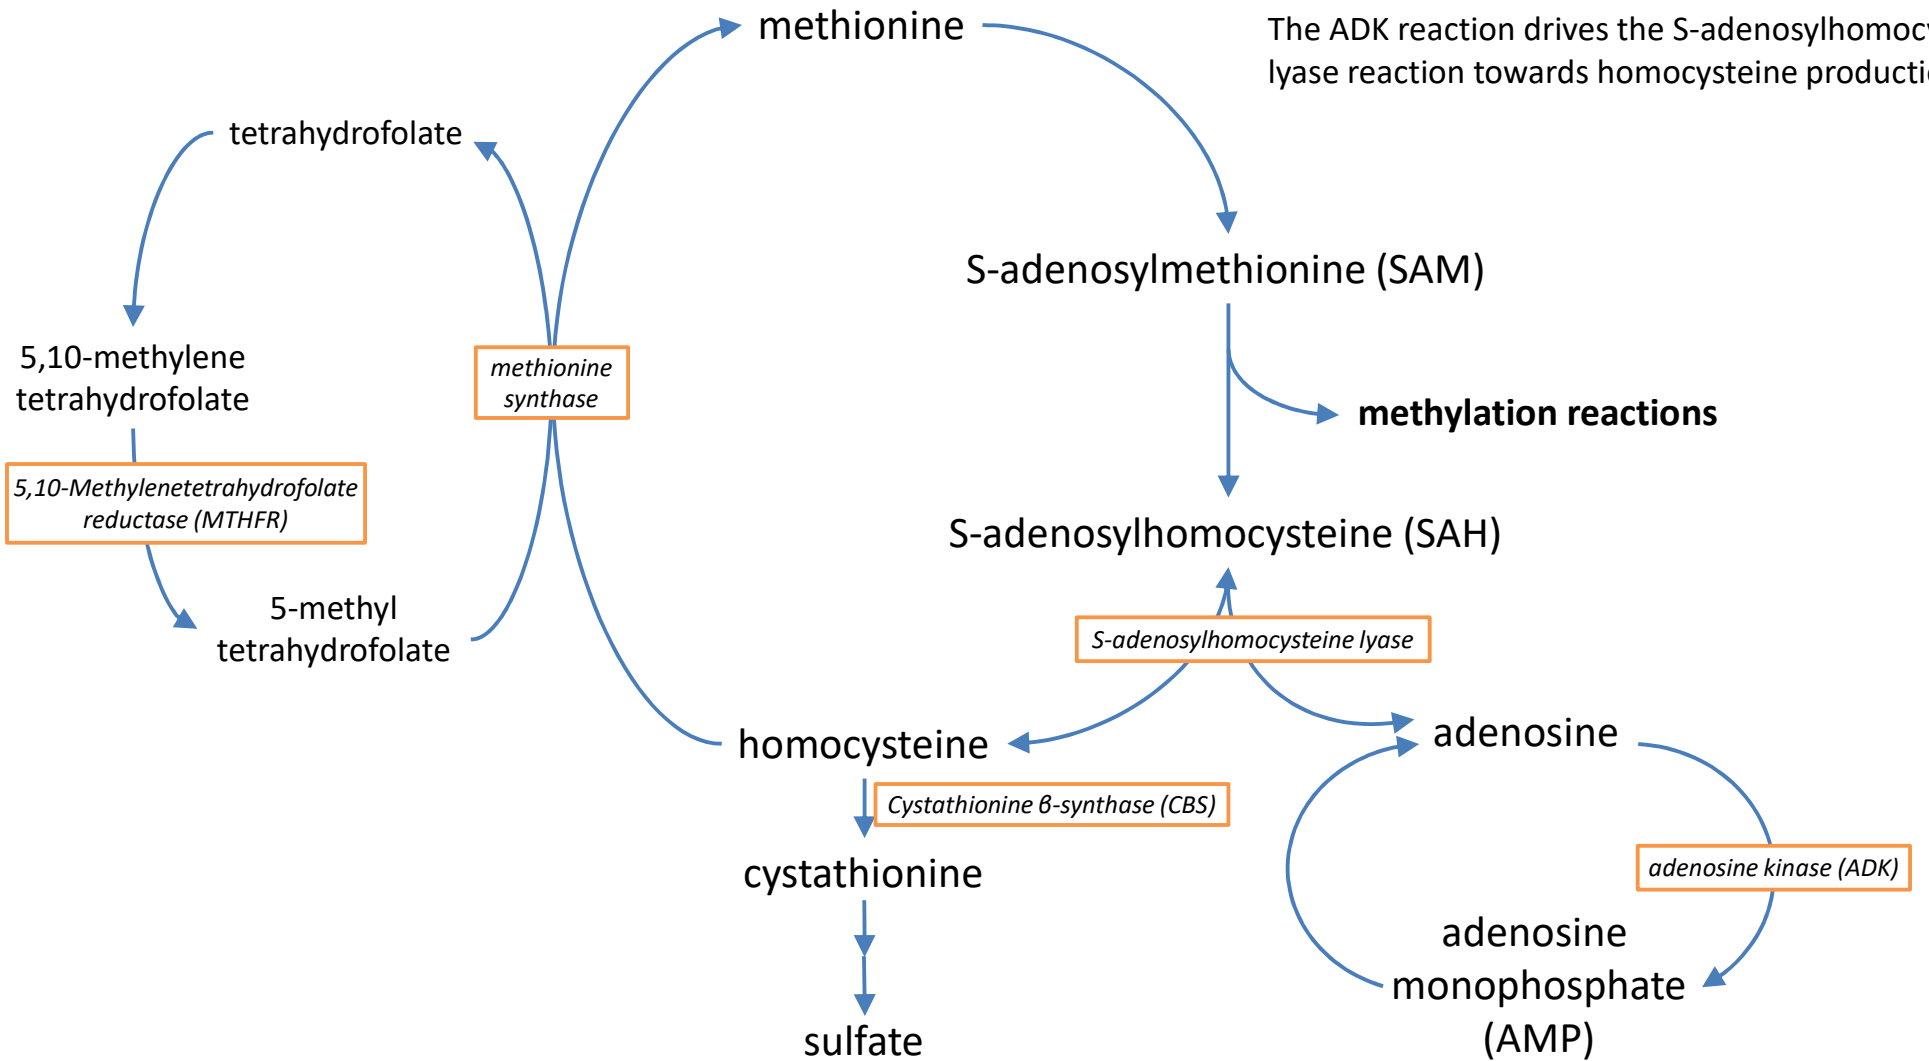 methionine
The ADK reaction drives the S-adenosylhomocy
lyase reaction towards homocysteine producti
tetrahydrofolate
S-adenosylmethionine (SAM)
5,10-methylene
tetrahydrofolate
methionine
synthase
methylation reactions
5,10-Methylenetetrahydrofolate
reductase (MTHFR)
S-adenosylhomocysteine (SAH)
5-methyl
tetrahydrofolate
S-adenosylhomocysteine lyase
homocysteine
adenosine
Cystathionine β-synthase (CBS)
cystathionine
adenosine kinase (ADK)
adenosine
monophosphate
(AMP)
sulfate